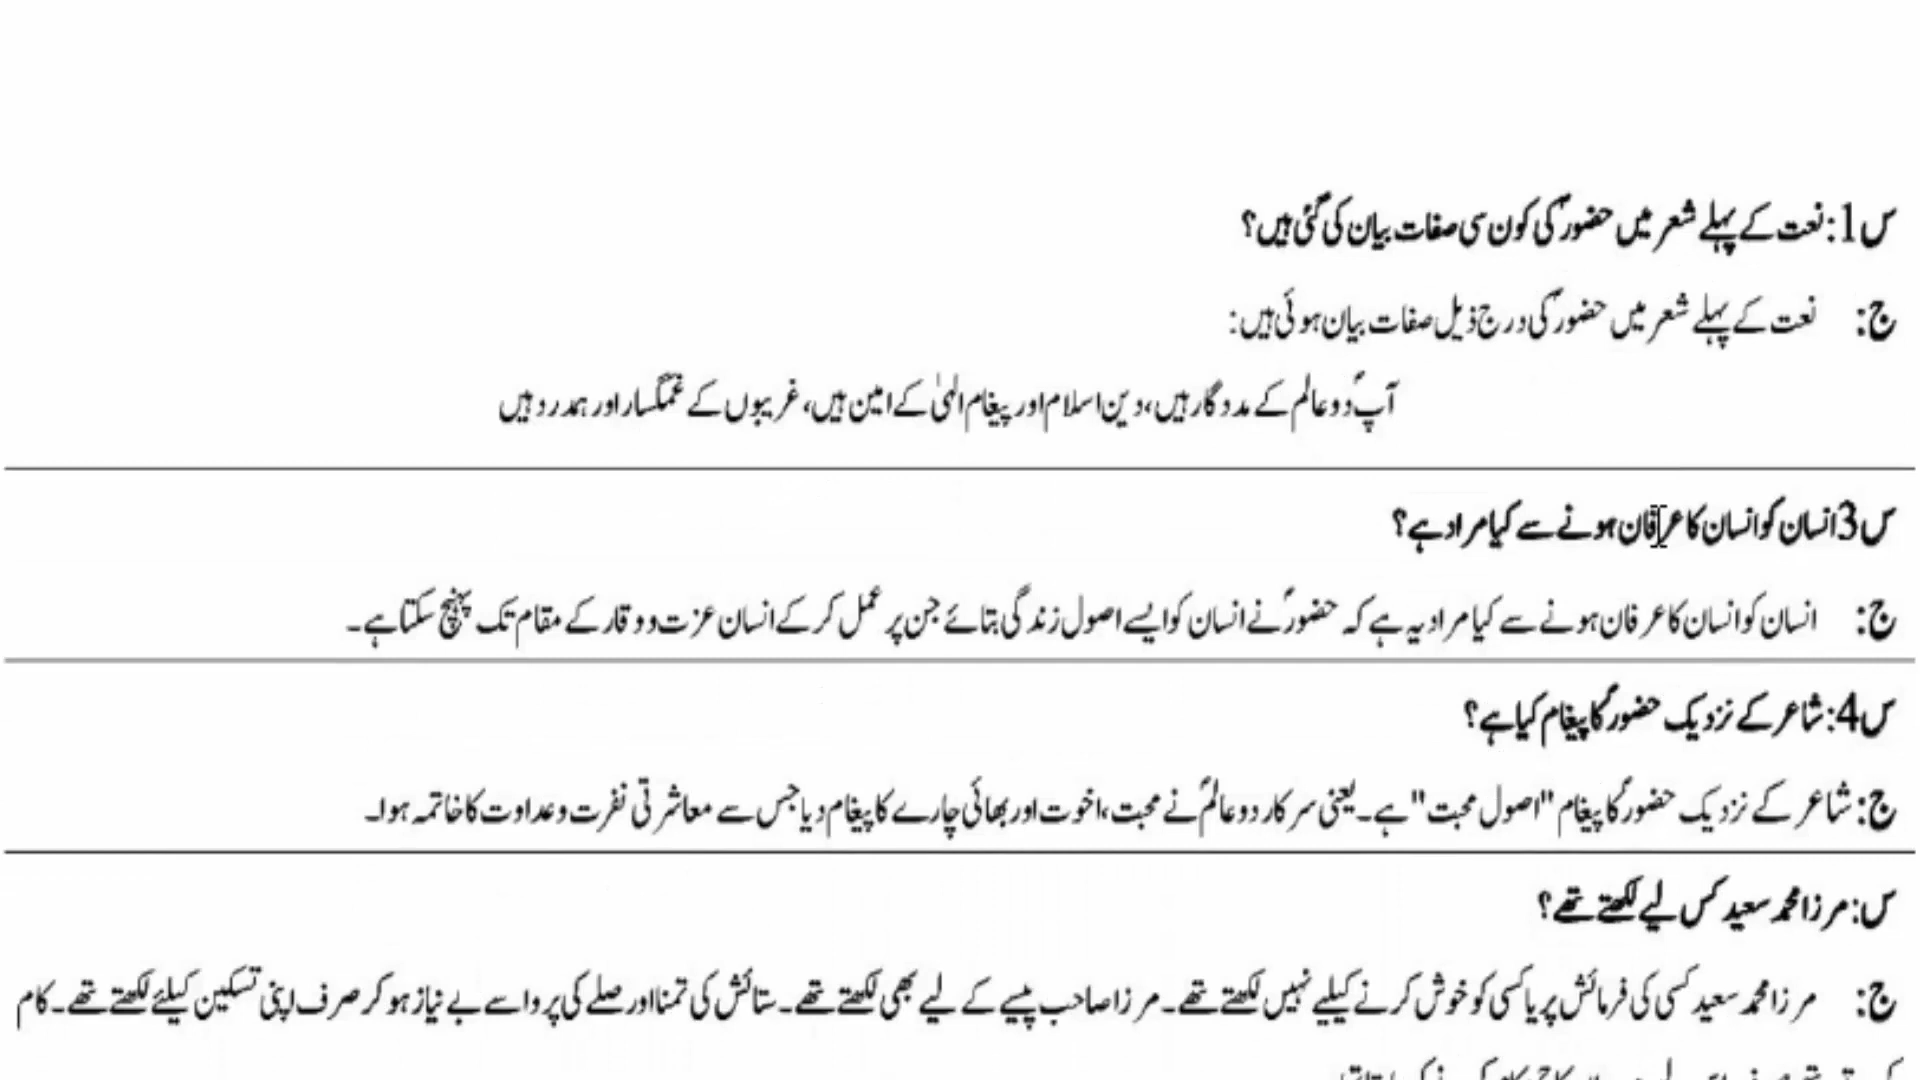 س1: نعت کے پہلے شعر میں حضورؐ کی کون سی صفات بیان کی گئی ہیں؟
ج: نعت کے پہلے شعر میں حضورؐ کی درج ذیل صفات بیان ہوئی ہیں:
آپؐ دو عالم کے مددگار ہیں، دین اسلام اور پیغام الہیٰ کے امین ہیں، غریبوں کے غمگسار اور ہمدرد ہیں
س3 انسان کو انسان کا عرفان ہونے سے کیا مراد ہے؟
ج: انسان کو انسان کا عرفان ہونے سے کیا مراد یہ ہے کہ حضورؐ نے انسان کو ایسے اصول زندگی بتائے جن پر عمل کر کے انسان عزت و وقار کے مقام تک پہنچ سکتا ہے۔
س4: شاعر کے نزدیک حضورؐ کا پیغام کیا ہے؟
ج: شاعر کے نزدیک حضورؐ کا پیغام "اصول محبت" ہے۔ یعنی سرکار دو عالمؐ نے محبت، اخوت اور بھائی چارے کا پیغام دیا جس سے معاشرتی نفرت و عداوت کا خاتمہ ہوا۔
س: مرزا محمد سعید کس لیے لکھتے تھے؟
ج: مرزا محمد سعید کسی کی فرمائش پر یا کسی کو خوش کرنے کیلیے نہیں لکھتے تھے۔ مرزا صاحب پیسے کے لیے بھی لکھتے تھے۔ ستائش کی تمنا اور صلے کی پروا سے بے نیاز ہو کر صرف اپنی تسکین کیلئے لکھتے تھے۔ کام